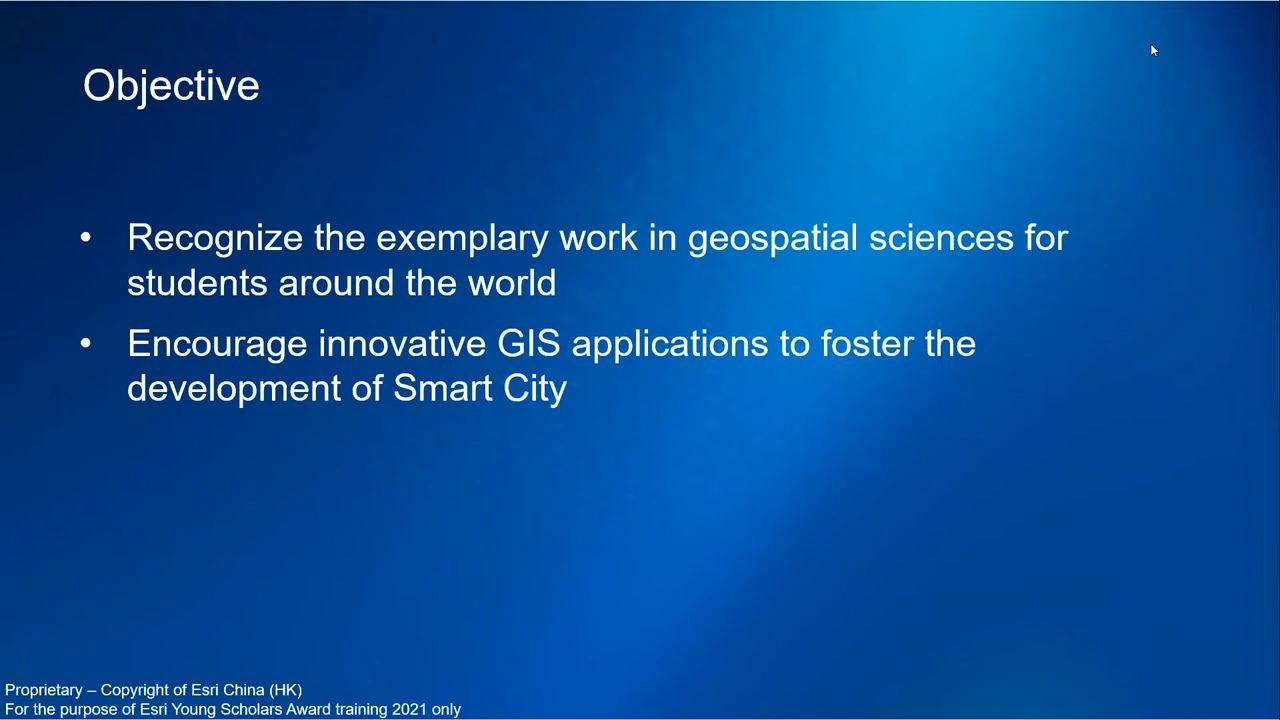 Objective
• Recognize the exemplary work in geospatial sciences for
students around the world
• Encourage innovative GIS applications to foster the
development of Smart City
Proprietary – Copyright of Esri China (HK)
For the purpose of Esri Young Scholars Award training 2021 only